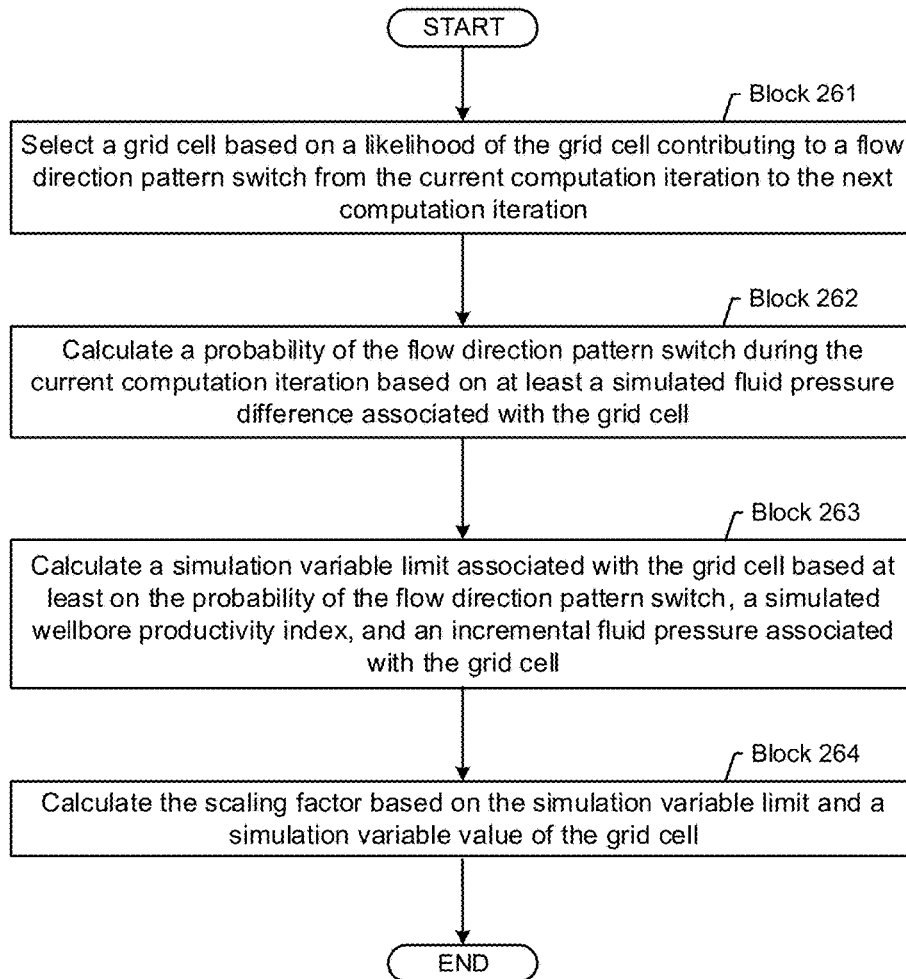 START
Block 261
Select a grid cell based on a likelihood of the grid cell contributing to a flow
direction pattern switch from the current computation iteration to the next
computation iteration
Block 262
Calculate a probability of the flow direction pattern switch during the
current computation iteration based on at least a simulated fluid pressure
difference associated with the grid cell
Block 263
Calculate a simulation variable limit associated with the grid cell based at
least on the probability of the flow direction pattern switch, a simulated
wellbore productivity index, and an incremental fluid pressure associated
with the grid cell
Block 264
Calculate the scaling factor based on the simulation variable limit and a
simulation variable value of the grid cell
END